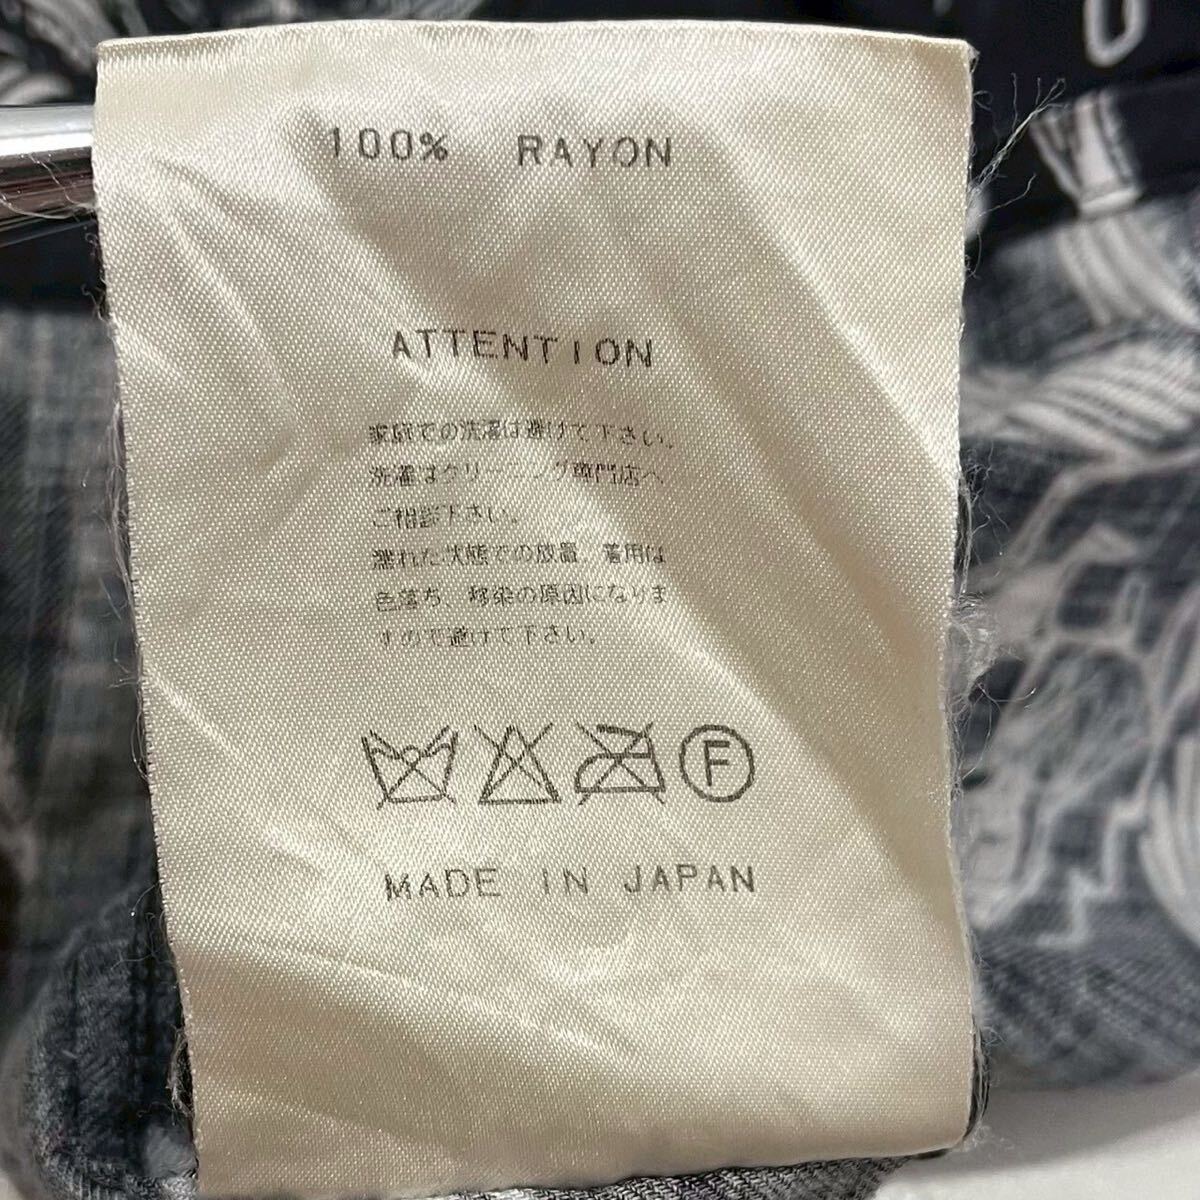 100% RAYON
ATTENTION
家庭での洗濯は避けて下さい。
洗濯はクリーニング専門店へ
ご相談下さい。
濡れた状態での放置、着用は
色落ち、移染の原因になりま
すので避けて下さい。
F
MADE IN JAPAN